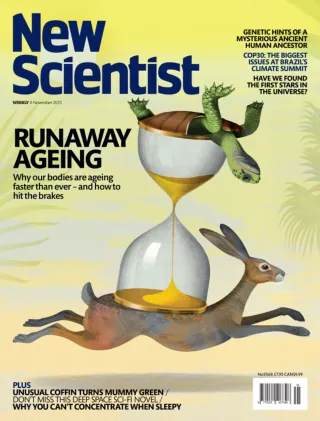 New
Scientist
WEEKLY 8 November 2025
GENETIC HINTS OF A
MYSTERIOUS ANCIENT
HUMAN ANCESTOR
COP30: THE BIGGEST
ISSUES AT BRAZIL'S
CLIMATE SUMMIT
HAVE WE FOUND
THE FIRST STARS IN
THE UNIVERSE?
RUNAWAY
AGEING
Why our bodies are ageing
faster than ever – and how to
hit the brakes
PLUS
UNUSUAL COFFIN TURNS MUMMY GREEN /
DON'T MISS THIS DEEP SPACE SCI-FI NOVEL /
WHY YOU CAN'T CONCENTRATE WHEN SLEEPY